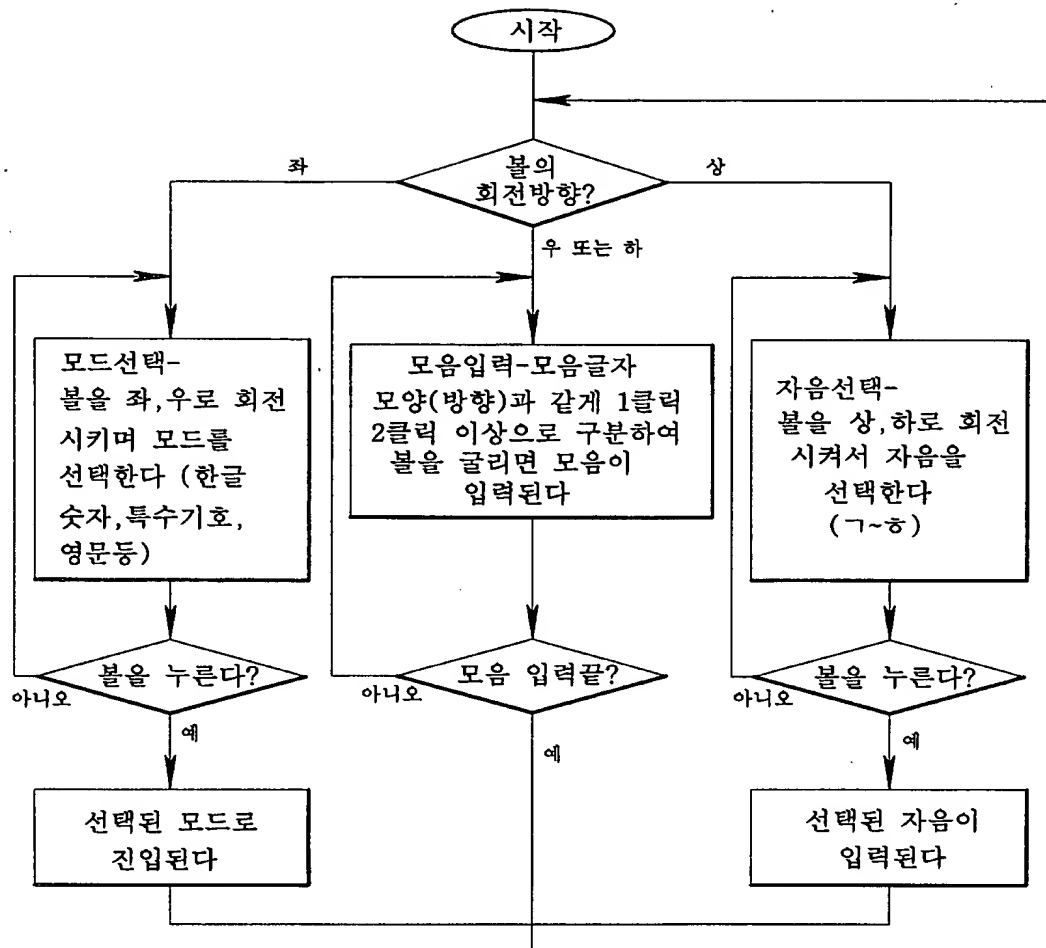 시작
볼의
회전방향?
좌
상
우 또는 하
모드선택-
볼을 좌,우로 회전
시키며 모드를
선택한다 (한글
숫자,특수기호,
영문등)
모음입력-모음글자
모양(방향)과 같게 1클릭
2클릭 이상으로 구분하여
볼을 굴리면 모음이
입력된다
자음선택-
볼을 상,하로 회전
시켜서 자음을
선택한다
(ㄱ~ㅎ)
볼을 누른다?
아니오
예
모음 입력끝?
아니오
예
볼을 누른다?
아니오
예
선택된 모드로
진입된다
선택된 자음이
입력된다